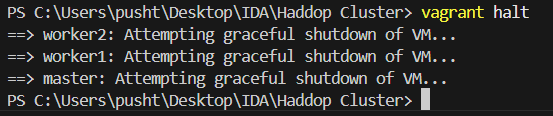 PS C:\Users\pusht\Desktop\IDA\Haddop Cluster> vagrant halt
==> worker2: Attempting graceful shutdown of VM...
==> worker1: Attempting graceful shutdown of VM...
==> master: Attempting graceful shutdown of VM...
PS C:\Users\pusht\Desktop\IDA\Haddop Cluster>